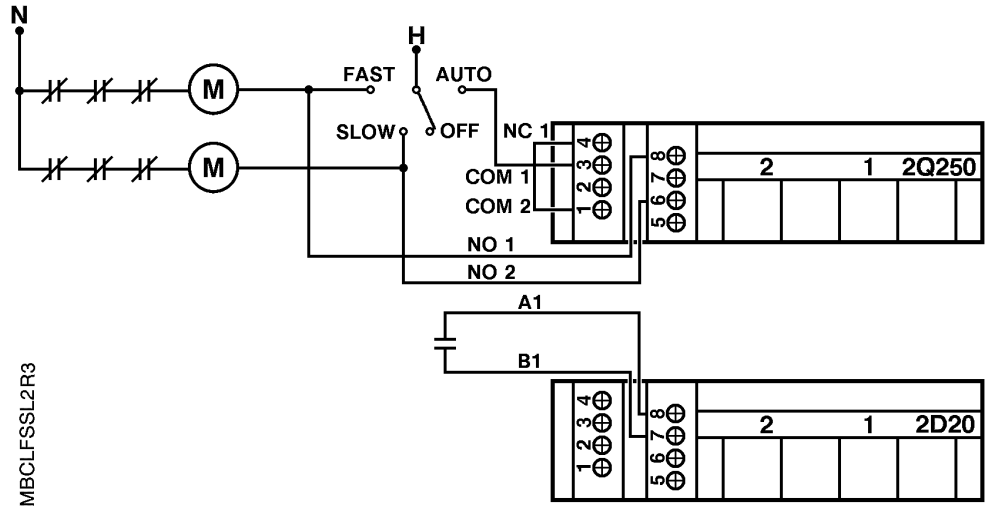 N
H
FAST
AUTO
M
SLOW
OFF
NC 1
M
COM 1
COM 2
4
3
2
1
8
7
6
5
2 1 2Q250
NO 1
NO 2
A1
B1
4
3
2
1
8
7
6
5
2 1 2D20
MBCLFSSL2R3